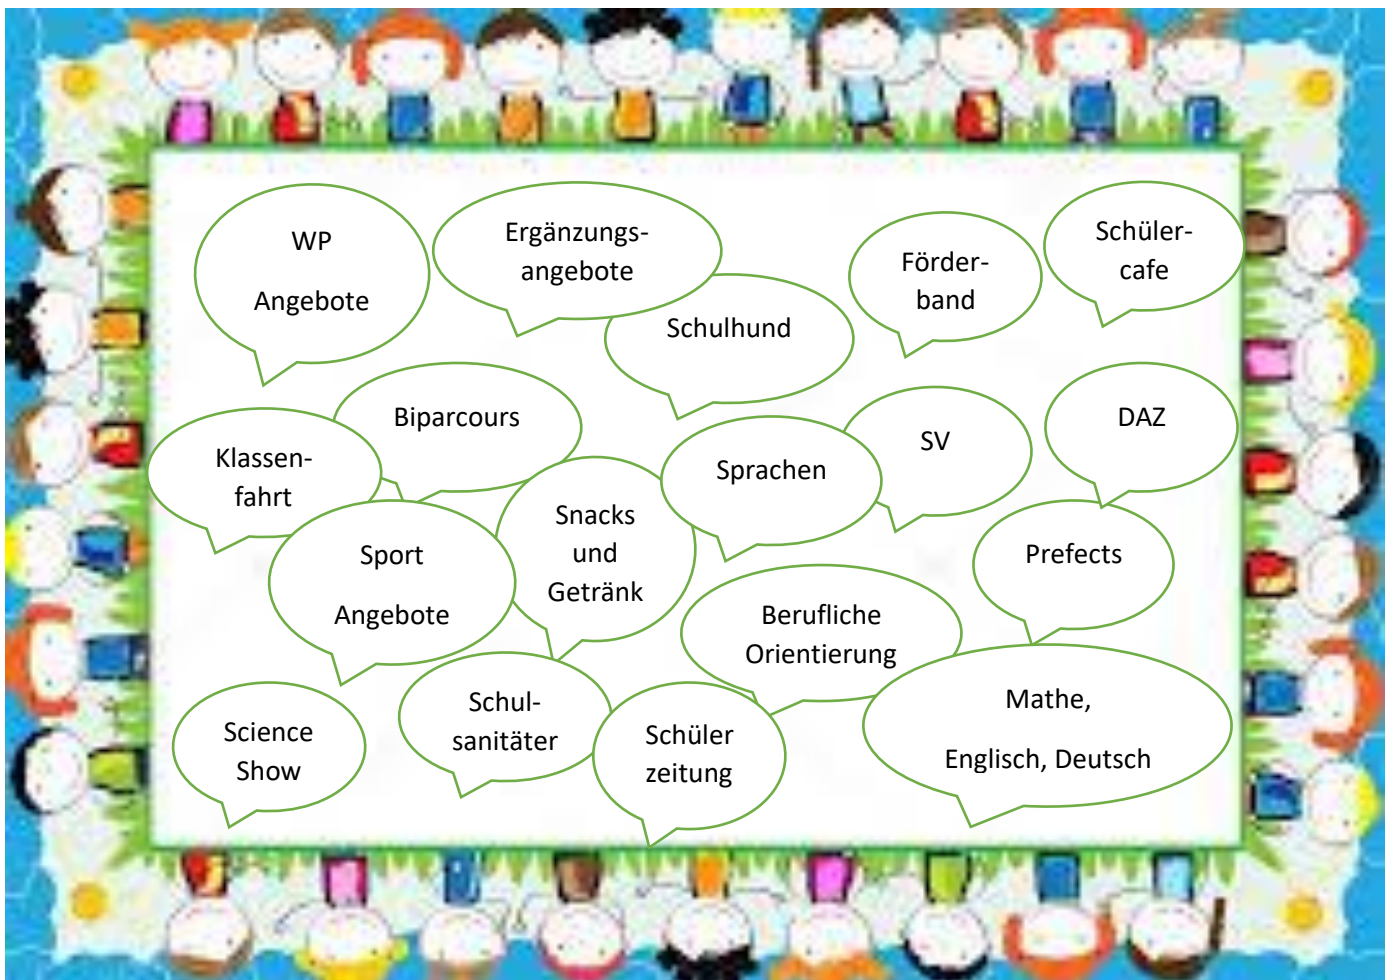 WP
Angebote
Ergänzungs-
angebote
Schulhund
Förder-
band
Schüler-
cafe
Biparcours
Klassen-
fahrt
Sprachen
SV
DAZ
Snacks
und
Getränk
Sport
Angebote
Prefects
Berufliche
Orientierung
Science
Show
Schul-
sanitäter
Schüler
zeitung
Mathe,
Englisch, Deutsch